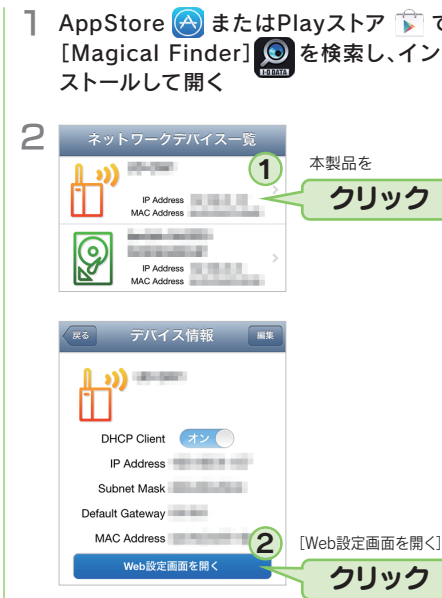 1 AppStore またはPlayストア で
[Magical Finder] I-O DATA を検索し、イン
ストールして開く
2
ネットワークデバイス一覧
①
本製品を
クリック
IP Address
MAC Address
IP Address
MAC Address
戻る デバイス情報 編集
DHCP Client オン
IP Address
Subnet Mask
Default Gateway
MAC Address
②
[Web設定画面を開く]
Web設定画面を開く
クリック